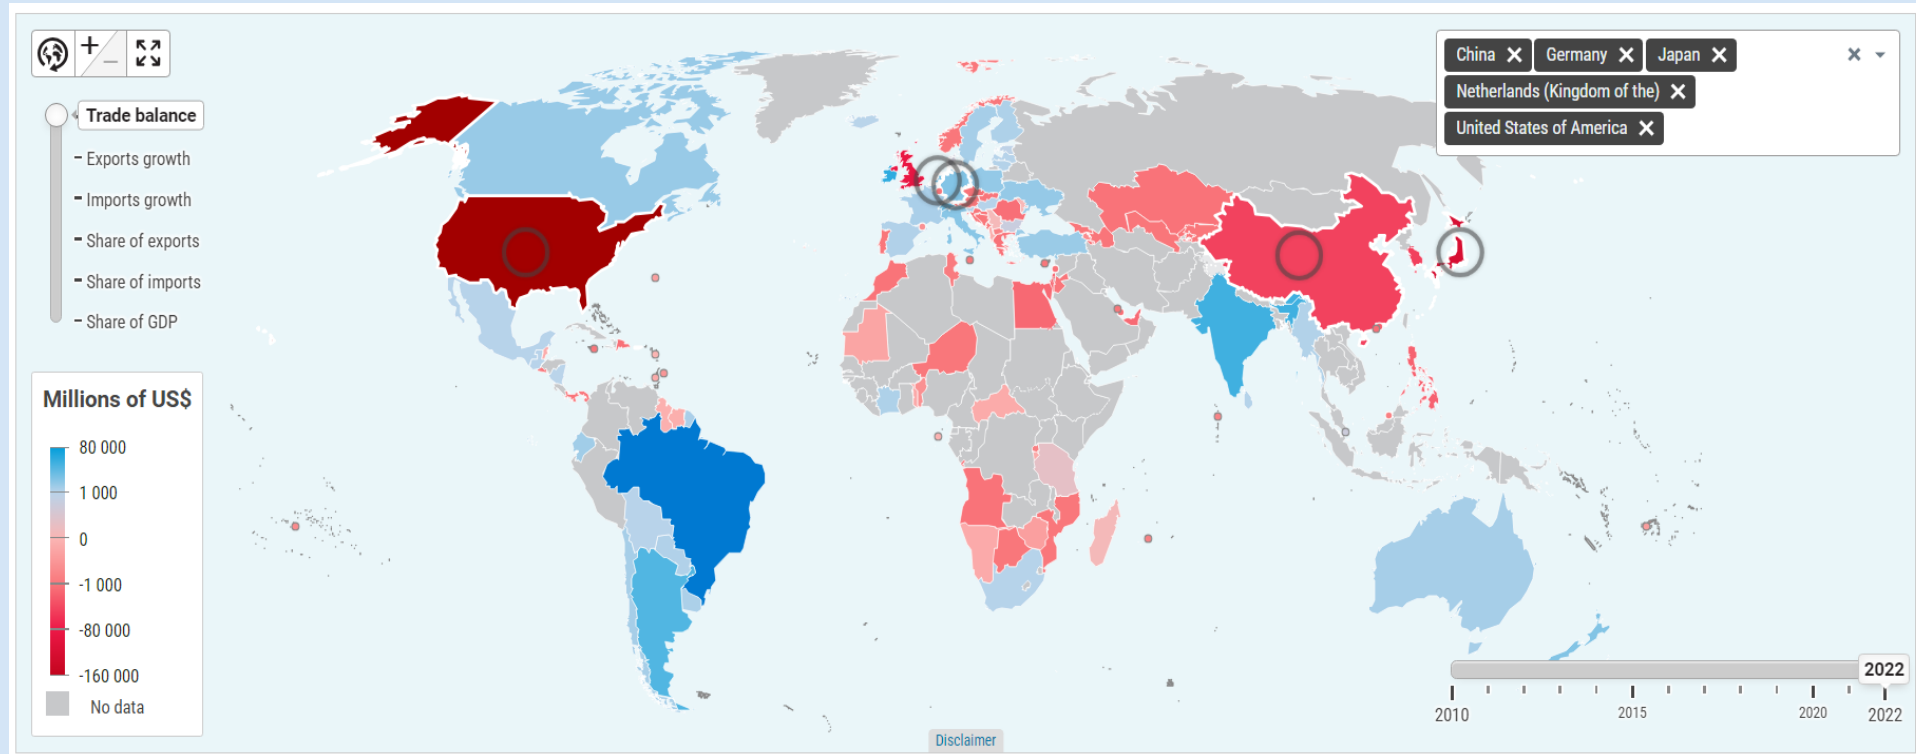 +
−
China ✕ Germany ✕ Japan ✕
Netherlands (Kingdom of the) ✕
United States of America ✕
Trade balance
Exports growth
Imports growth
Share of exports
Share of imports
Share of GDP
Millions of US$
80 000
1 000
0
-1 000
-80 000
-160 000
No data
2022
2010 2015 2020 2022
Disclaimer